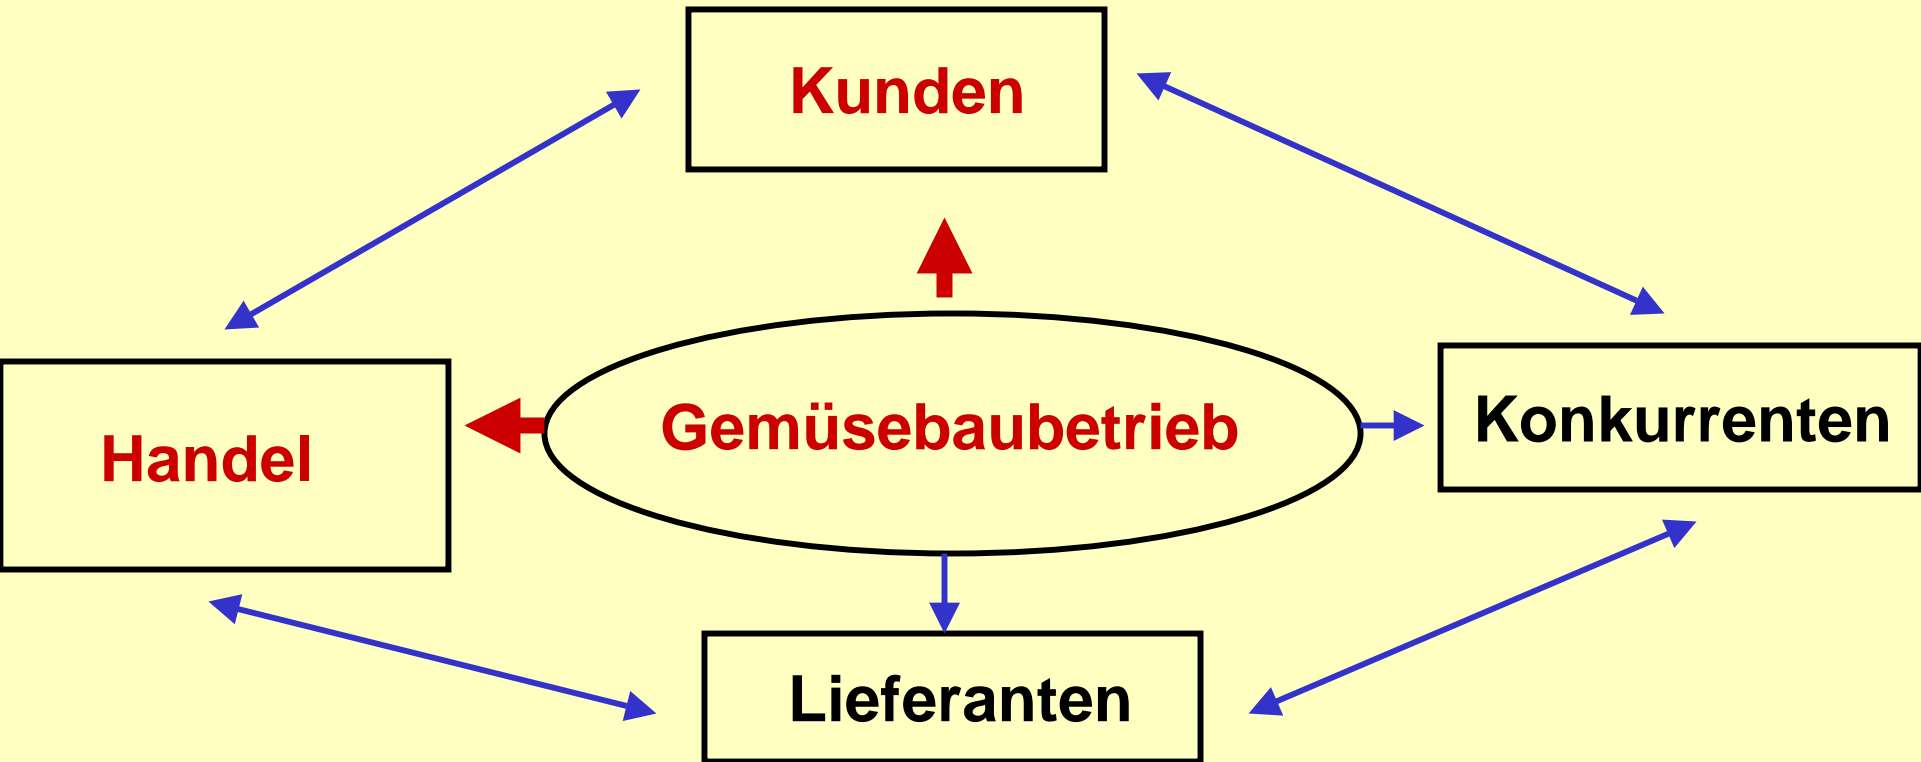 Kunden
Handel
Gemüsebaubetrieb
Konkurrenten
Lieferanten